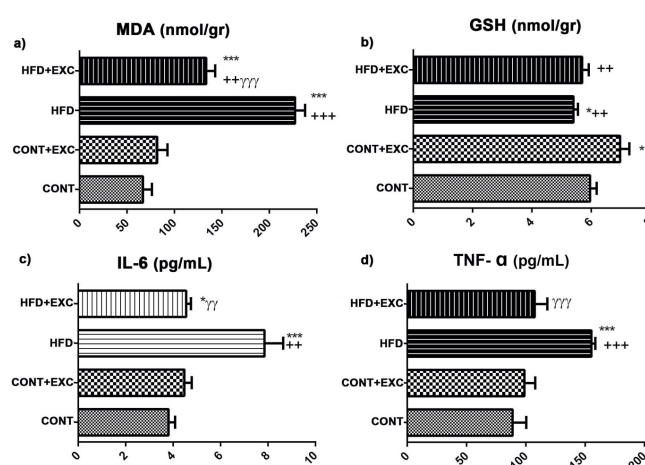 a)
MDA (nmol/gr)
HFD+EXC
***
++γγγ
HFD
***
+++
CONT+EXC
CONT
0
50
100
150
200
250
b)
GSH (nmol/gr)
HFD+EXC
++
HFD
*++
CONT+EXC
*
CONT
0
2
4
6
c)
IL-6 (pg/mL)
HFD+EXC
*γγ
HFD
***
++
CONT+EXC
CONT
0
2
4
6
8
10
d)
TNF- α (pg/mL)
HFD+EXC
γγγ
HFD
***
+++
CONT+EXC
CONT
0
50
100
150
200